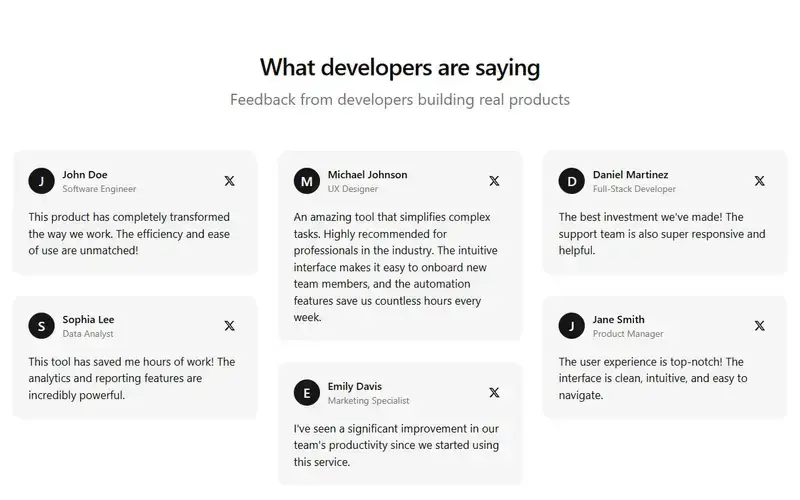 What developers are saying
Feedback from developers building real products
J
John Doe
Software Engineer
This product has completely transformed
the way we work. The efficiency and ease
of use are unmatched!
S
Sophia Lee
Data Analyst
This tool has saved me hours of work! The
analytics and reporting features are
incredibly powerful.
M
Michael Johnson
UX Designer
An amazing tool that simplifies complex
tasks. Highly recommended for
professionals in the industry. The intuitive
interface makes it easy to onboard new
team members, and the automation
features save us countless hours every
week.
E
Emily Davis
Marketing Specialist
I've seen a significant improvement in our
team's productivity since we started using
this service.
D
Daniel Martinez
Full-Stack Developer
The best investment we've made! The
support team is also super responsive and
helpful.
J
Jane Smith
Product Manager
The user experience is top-notch! The
interface is clean, intuitive, and easy to
navigate.